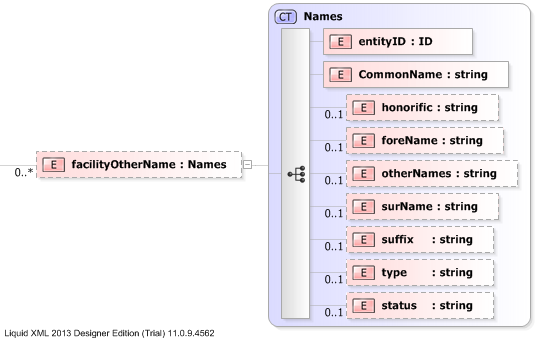 CT Names
E entityID : ID
E CommonName : string
E honorific : string
0..1
E foreName : string
0..1
E facilityOtherName : Names
0..*
E otherNames : string
0..1
E surName : string
0..1
E suffix : string
0..1
E type : string
0..1
E status : string
0..1
Liquid XML 2013 Designer Edition (Trial) 11.0.9.4562